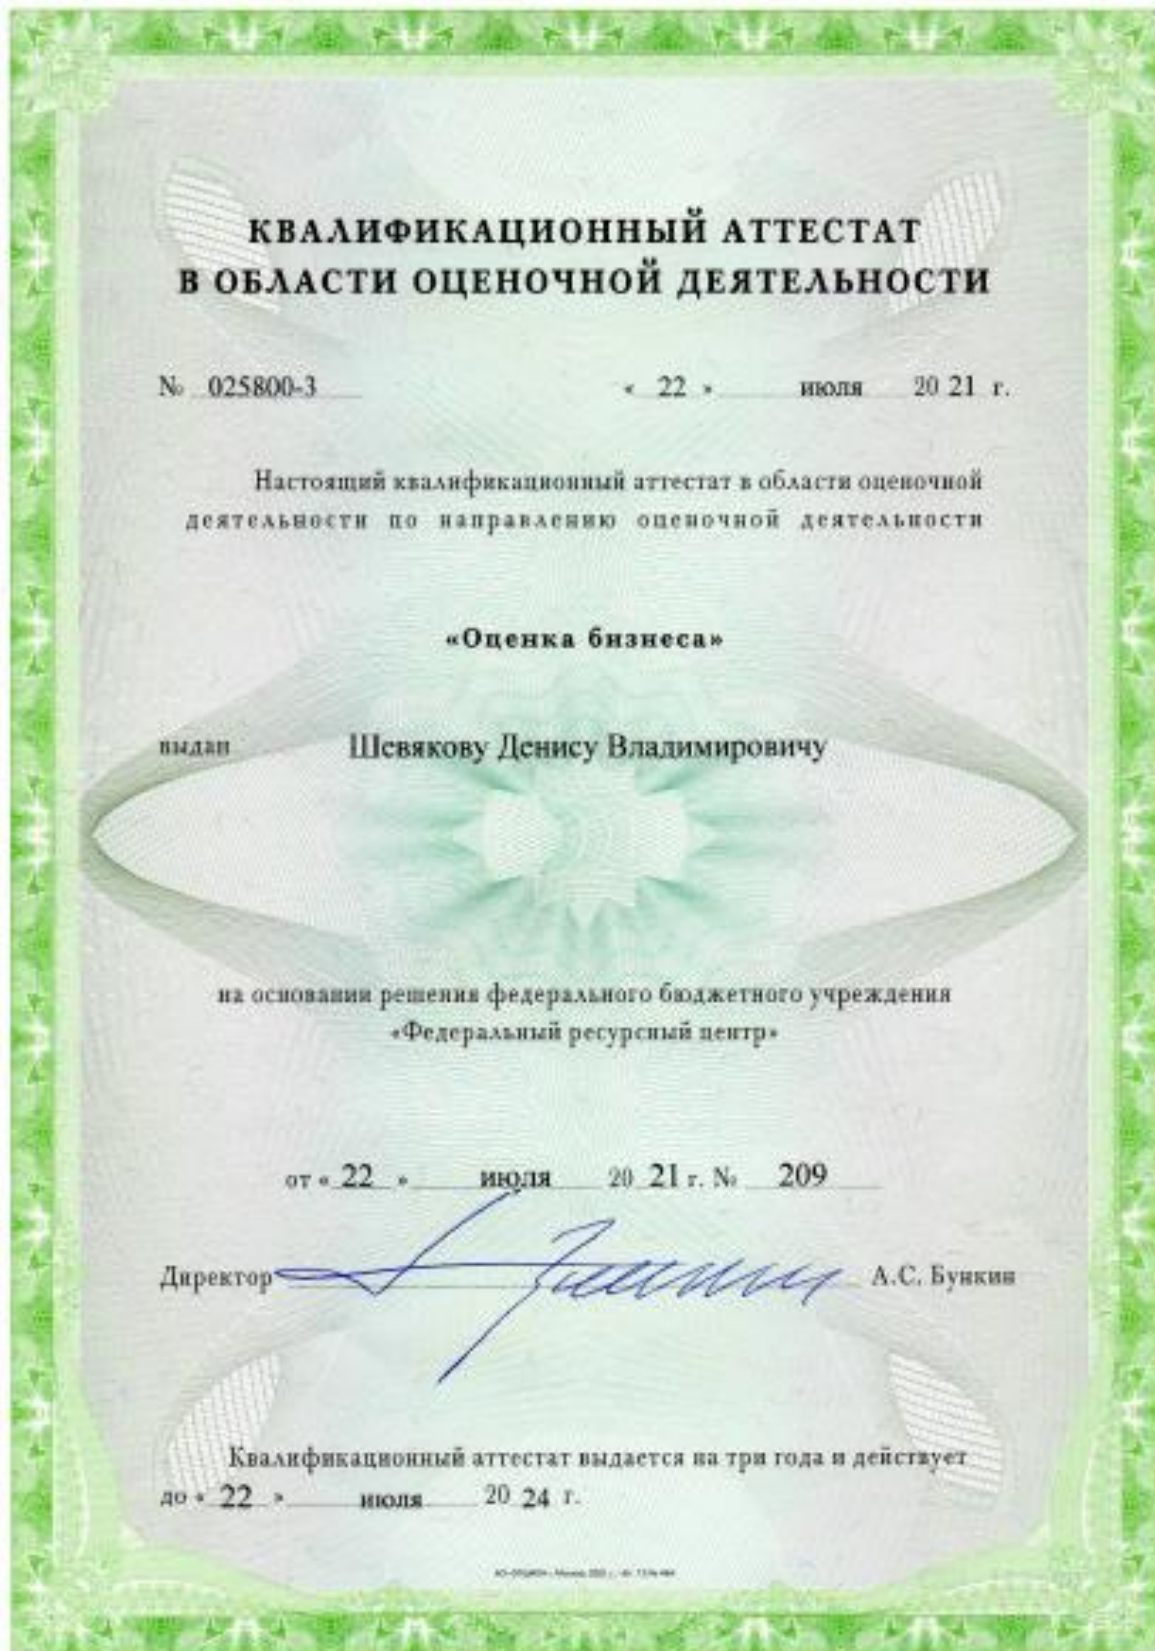 КВАЛИФИКАЦИОННЫЙ АТТЕСТАТ
В ОБЛАСТИ ОЦЕНОЧНОЙ ДЕЯТЕЛЬНОСТИ
№ 025800-3 « 22 » июля 20 21 г.
Настоящий квалификационный аттестат в области оценочной
деятельности по направлению оценочной деятельности
«Оценка бизнеса»
выдан Шевякову Денису Владимировичу
на основании решения федерального бюджетного учреждения
«Федеральный ресурсный центр»
от « 22 » июля 20 21 г. № 209
Директор А.С. Бункин
Квалификационный аттестат выдается на три года и действует
до « 22 » июля 20 24 г.